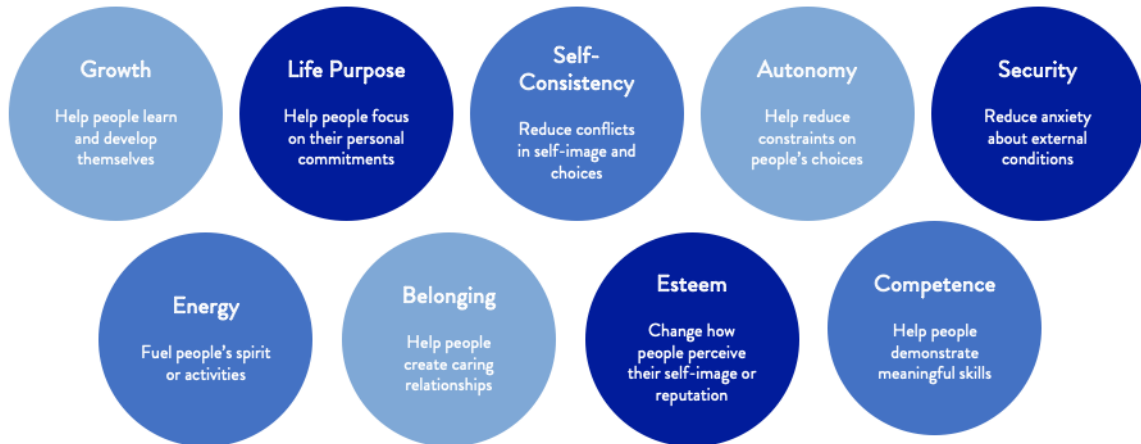 Growth
Help people learn
and develop
themselves
Life Purpose
Help people focus
on their personal
commitments
Self-
Consistency
Reduce conflicts
in self-image and
choices
Autonomy
Help reduce
constraints on
people's choices
Security
Reduce anxiety
about external
conditions
Energy
Fuel people's spirit
or activities
Belonging
Help people
create caring
relationships
Esteem
Change how
people perceive
their self-image or
reputation
Competence
Help people
demonstrate
meaningful skills